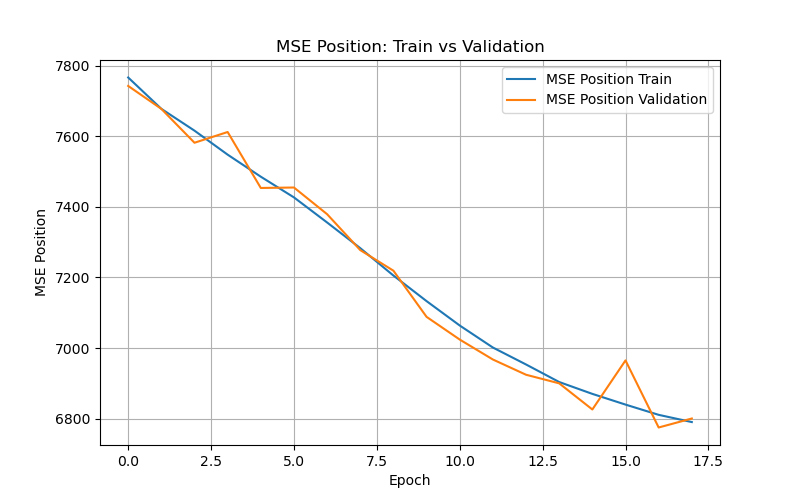 MSE Position: Train vs Validation
MSE Position Train
MSE Position Validation
MSE Position
7800
7600
7400
7200
7000
6800
0.0 2.5 5.0 7.5 10.0 12.5 15.0 17.5
Epoch